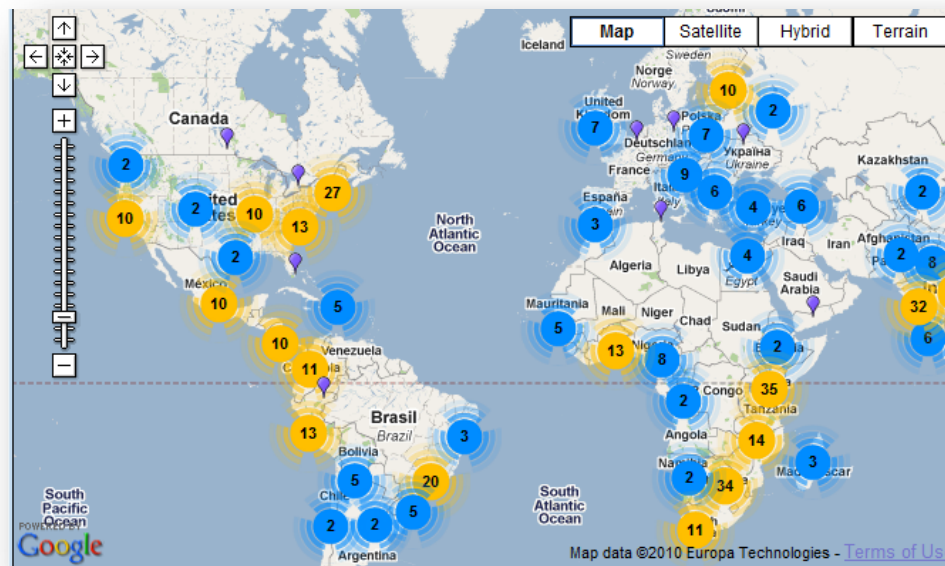 Map
Satellite
Hybrid
Terrain
Iceland
Suomi
Sweden
Norge
Norway
10
2
United
Kingdom
7
Polska
7
Canada
Deutschland
Germany
Україна
Ukraine
France
Kazakhstan
2
27
9
6
2
España
3
4
6
2
10
10
13
United
North
Atlantic
Ocean
Iraq
Iran
Afghanistan
2
8
2
4
Algeria
Libya
Egypt
Saudi
Arabia
México
10
5
Mauritania
Mali
Niger
Chad
Sudan
32
5
6
10
Venezuela
13
8
2
11
Congo
35
2
Tanzania
13
Brasil
Brazil
3
Angola
14
Bolivia
Namibia
3
5
20
2
34
Chile
5
South
Pacific
Ocean
South
Atlantic
Ocean
2
2
11
POWERED BY
Google
Argentina
Map data ©2010 Europa Technologies - Terms of Us